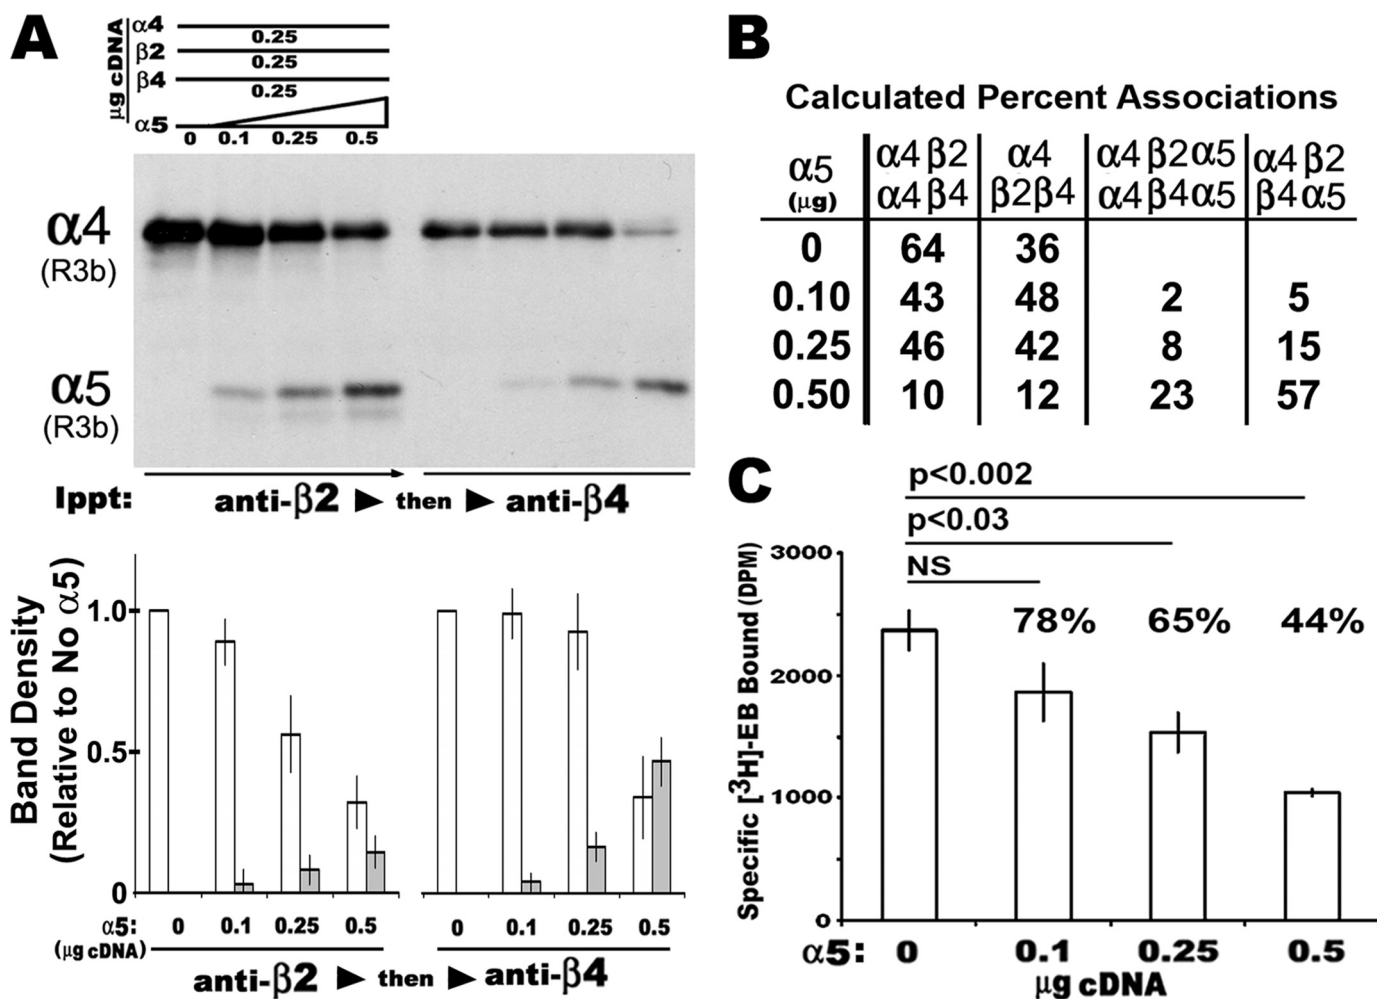 A
µg cDNA
α4
0.25
β2
0.25
β4
0.25
α5
0 0.1 0.25 0.5
α4
(R3b)
α5
(R3b)
Ippt: anti-β2 ► then ► anti-β4
Band Density
(Relative to No α5)
1.0
0.5
0
α5: 0 0.1 0.25 0.5 0 0.1 0.25 0.5
(µg cDNA)
anti-β2 ► then ► anti-β4
B
Calculated Percent Associations
α5 α4β2 α4 α4β2α5 α4β2
(µg) α4β4 β2β4 α4β4α5 β4α5
0 64 36
0.10 43 48 2 5
0.25 46 42 8 15
0.50 10 12 23 57
C
p<0.002
p<0.03
NS
78% 65% 44%
Specific [³H]-EB Bound (DPM)
3000
2000
1000
0
α5: 0 0.1 0.25 0.5
µg cDNA